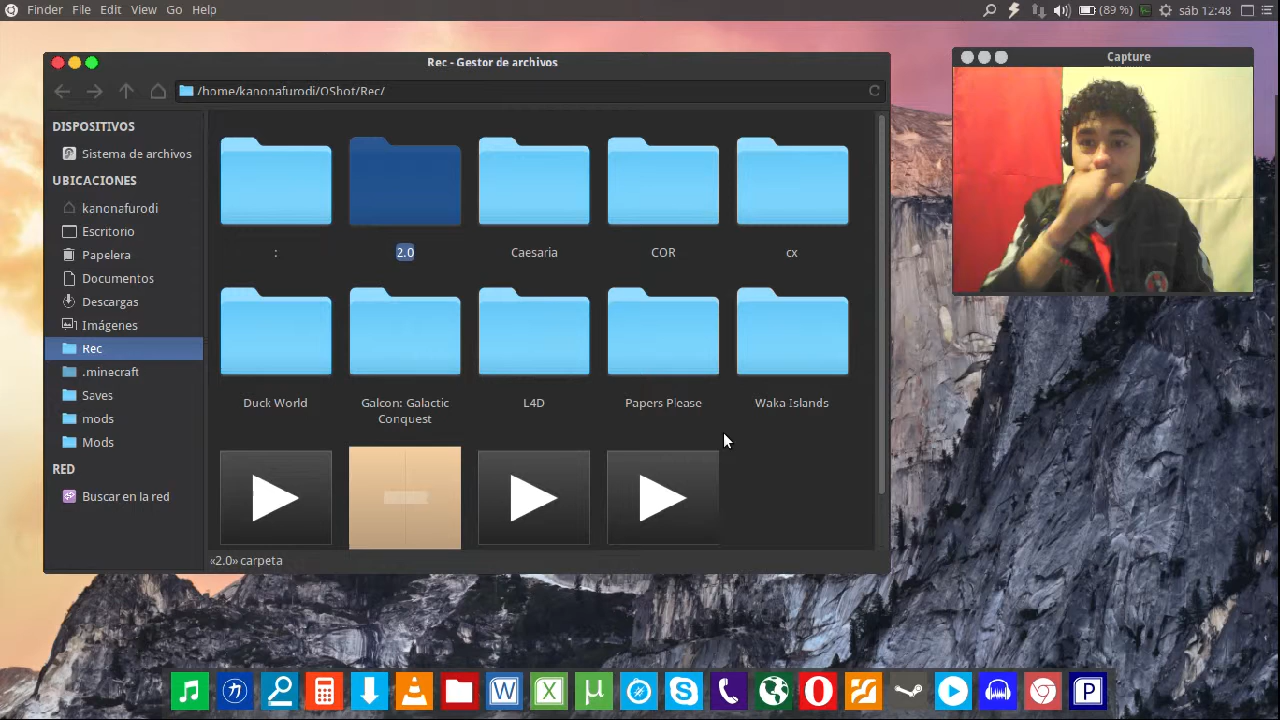 Finder File Edit View Go Help
(89 %) sáb 12:48
Rec - Gestor de archivos
Capture
/home/kanonafurodi/OShot/Rec/
DISPOSITIVOS
Sistema de archivos
UBICACIONES
kanonafurodi
Escritorio
Papelera
Documentos
Descargas
Imágenes
Rec
.minecraft
Saves
mods
Mods
RED
Buscar en la red
: 2.0 Caesaria COR cx
Duck World Galcon: Galactic L4D Papers Please Waka Islands
Conquest
«2.0» carpeta
W X µ S P